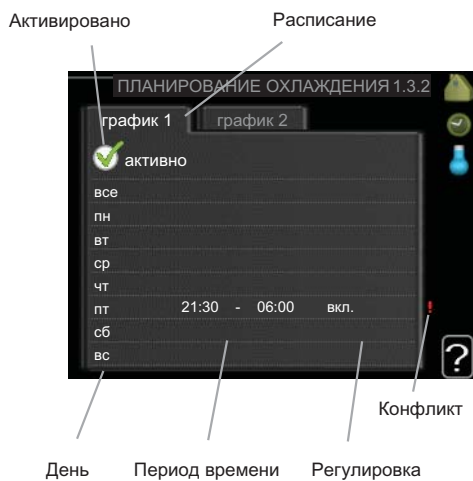 Активировано
Расписание
ПЛАНИРОВАНИЕ ОХЛАЖДЕНИЯ 1.3.2
график 1
график 2
активно
все
пн
вт
ср
чт
пт 21:30 - 06:00 вкл. !
сб
вс
?
Конфликт
День
Период времени
Регулировка